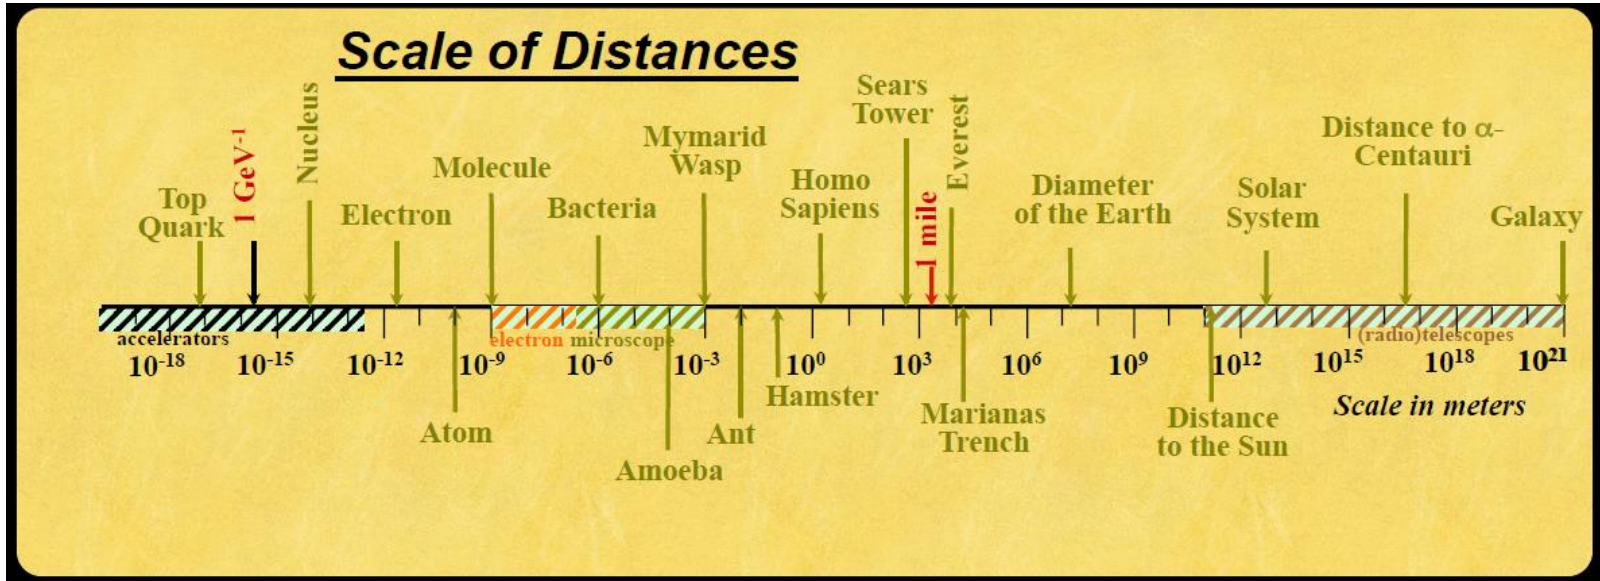 Scale of Distances
Sears
Tower
Everest
1 mile
Nucleus
1 GeV⁻¹
Mymarid
Wasp
Distance to α-
Centauri
Molecule
Homo
Sapiens
Diameter
of the Earth
Solar
System
Top
Quark
Electron
Bacteria
Galaxy
accelerators
electron microscope
(radio)telescopes
10⁻¹⁸ 10⁻¹⁵ 10⁻¹² 10⁻⁹ 10⁻⁶ 10⁻³ 10⁰ 10³ 10⁶ 10⁹ 10¹² 10¹⁵ 10¹⁸ 10²¹
Hamster
Scale in meters
Marianas
Trench
Distance
to the Sun
Atom
Ant
Amoeba